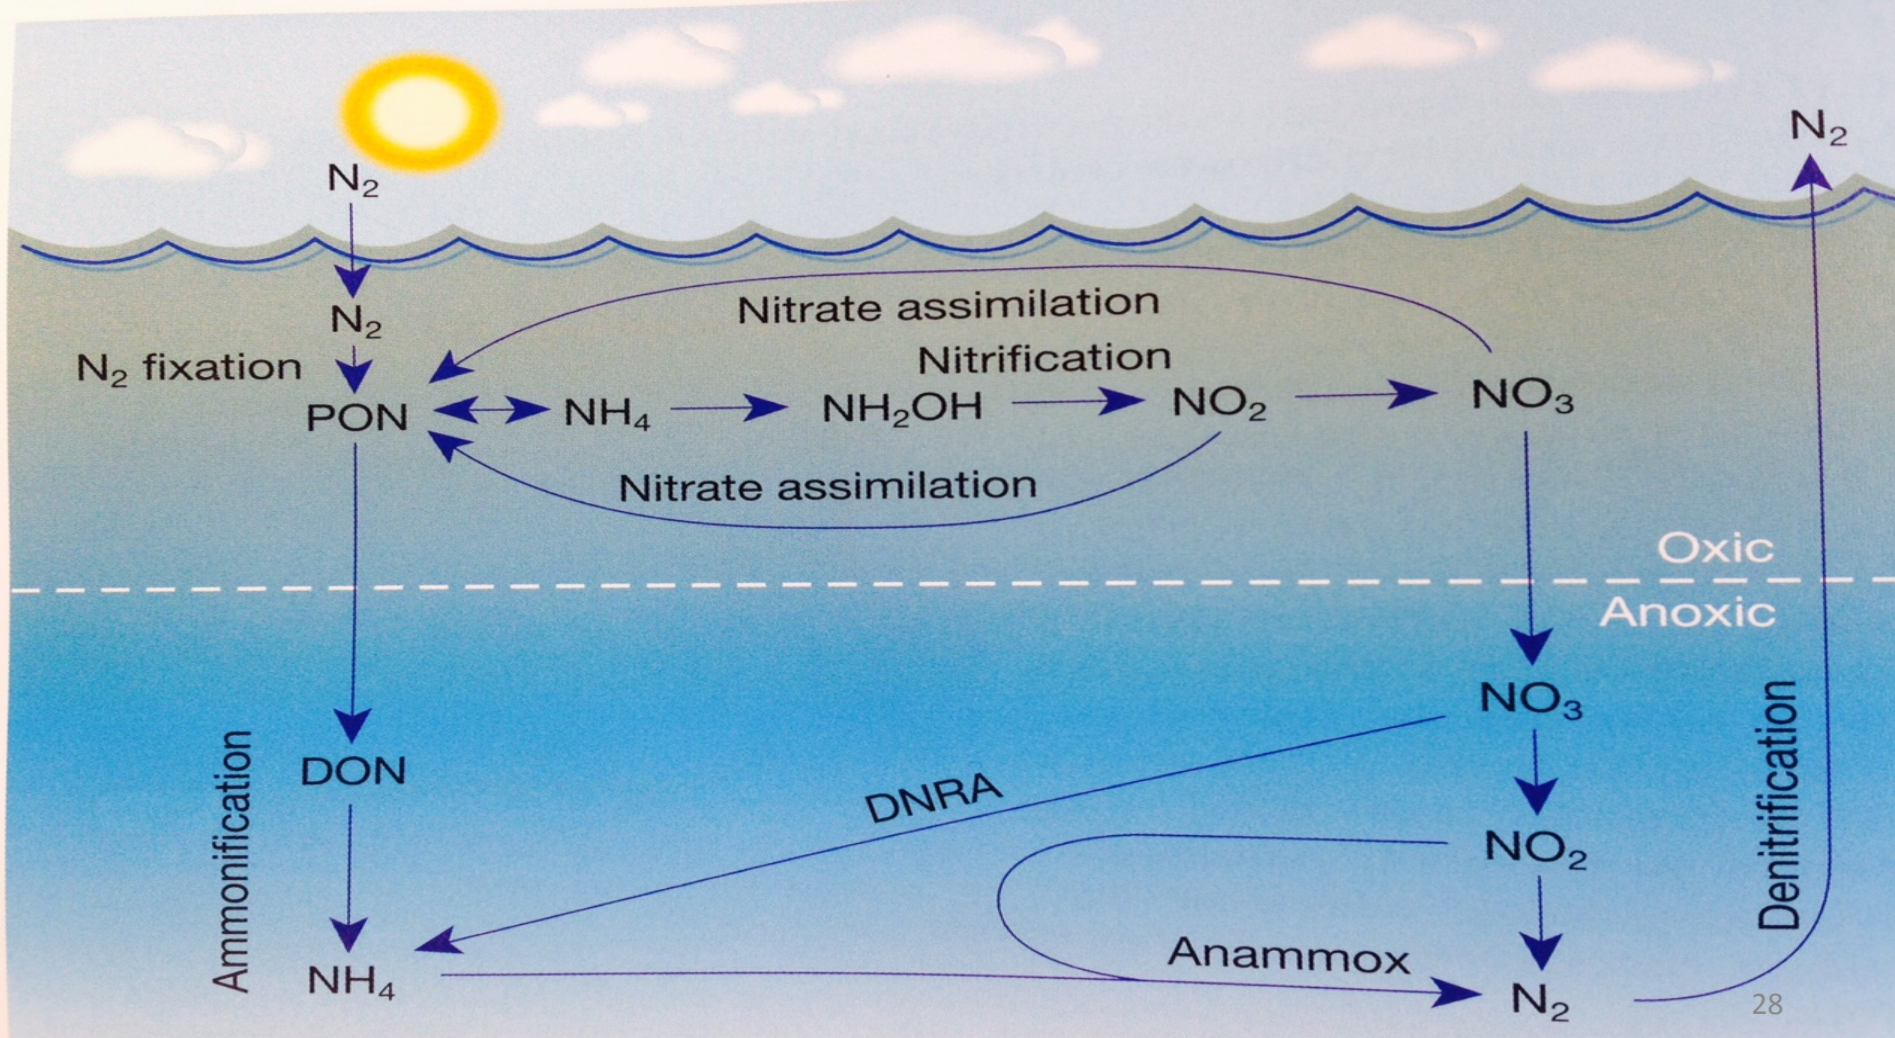 N₂
N₂
N₂
Nitrate assimilation
N₂ fixation
Nitrification
PON
NH₄
NH₂OH
NO₂
NO₃
Nitrate assimilation
Oxic
Anoxic
NO₃
Denitrification
Ammonification
DON
DNRA
NO₂
Anammox
NH₄
N₂
28